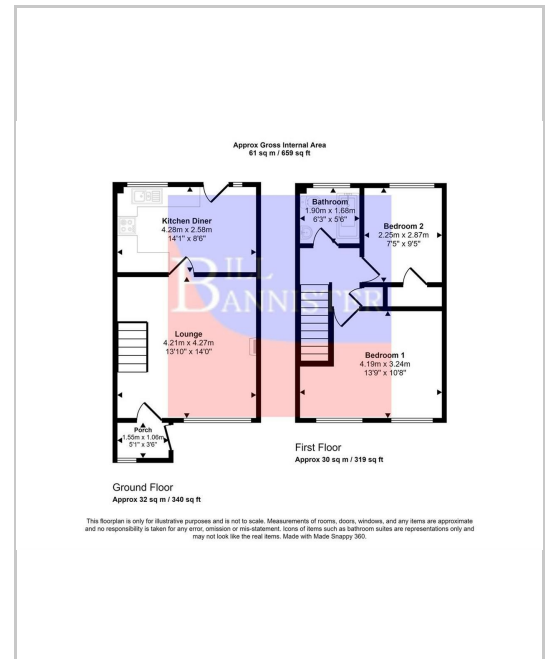 Approx Gross Internal Area
61 sq m / 659 sq ft
Kitchen Diner
4.28m x 2.58m
14'1" x 8'6"
Bathroom
1.90m x 1.68m
6'3" x 5'6"
Bedroom 2
2.25m x 2.87m
7'5" x 9'5"
BILL
BANNISTER
Lounge
4.21m x 4.27m
13'10" x 14'0"
Bedroom 1
4.19m x 3.24m
13'9" x 10'8"
Porch
1.55m x 1.06m
5'1" x 3'6"
First Floor
Approx 30 sq m / 319 sq ft
Ground Floor
Approx 32 sq m / 340 sq ft
This floorplan is only for illustrative purposes and is not to scale. Measurements of rooms, doors, windows, and any items are approximate
and no responsibility is taken for any error, omission or mis-statement. Icons of items such as bathroom suites are representations only and
may not look like the real items. Made with Made Snappy 360.